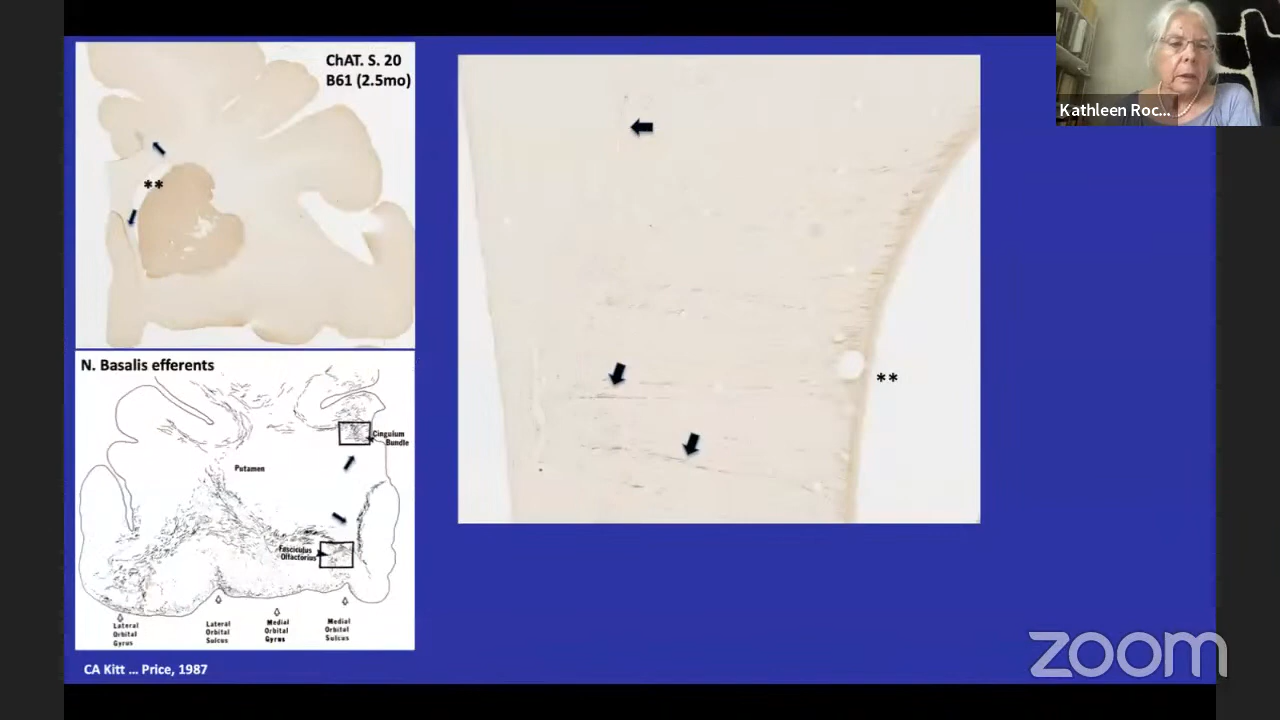 ChAT. S. 20
B61 (2.5mo)
**
N. Basalis efferents
Cingulum
Bundle
Putamen
Fasciculus
Olfactorius
Lateral
Orbital
Gyrus
Lateral
Orbital
Sulcus
Medial
Orbital
Gyrus
Medial
Orbital
Sulcus
CA Kitt ... Price, 1987
**
Kathleen Roc...
zoom